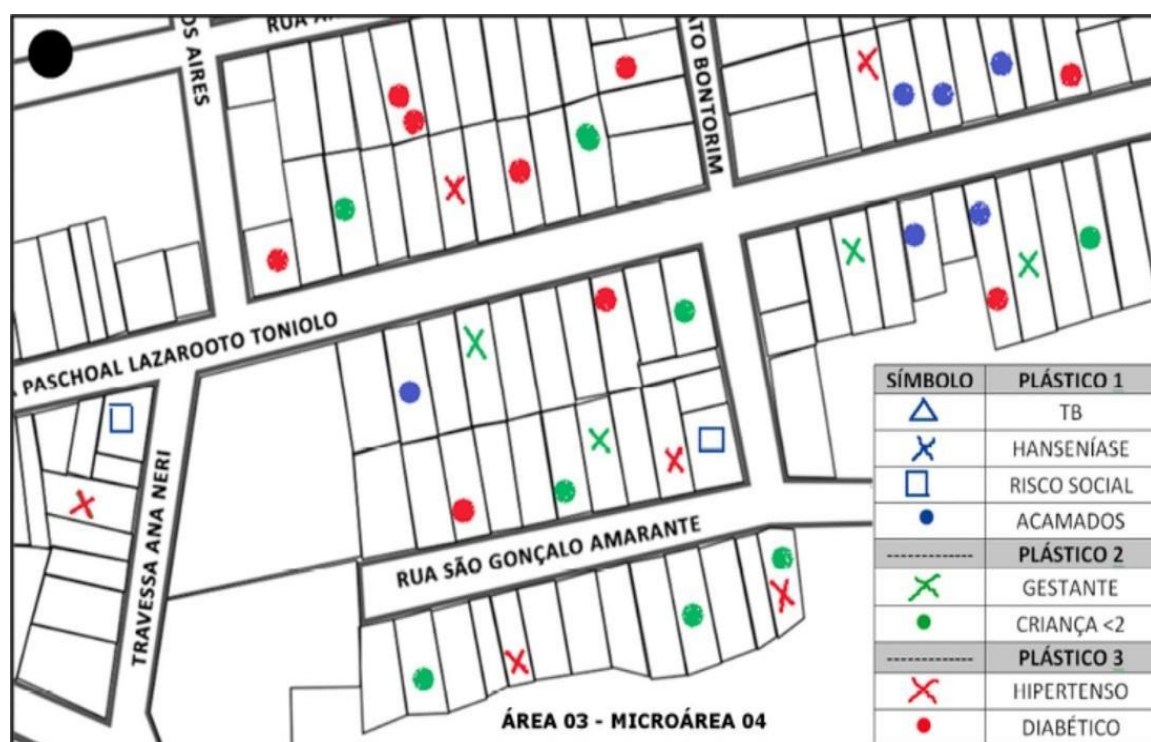 RUA
OS AIRES
ATO BONTORIM
PASCHOAL LAZAROOTO TONIOLO
TRAVESSA ANA NERI
RUA SÃO GONÇALO AMARANTE
ÁREA 03 - MICROÁREA 04
SÍMBOLO PLÁSTICO 1
TB
HANSENÍASE
RISCO SOCIAL
ACAMADOS
------------- PLÁSTICO 2
GESTANTE
CRIANÇA <2
------------- PLÁSTICO 3
HIPERTENSO
DIABÉTICO